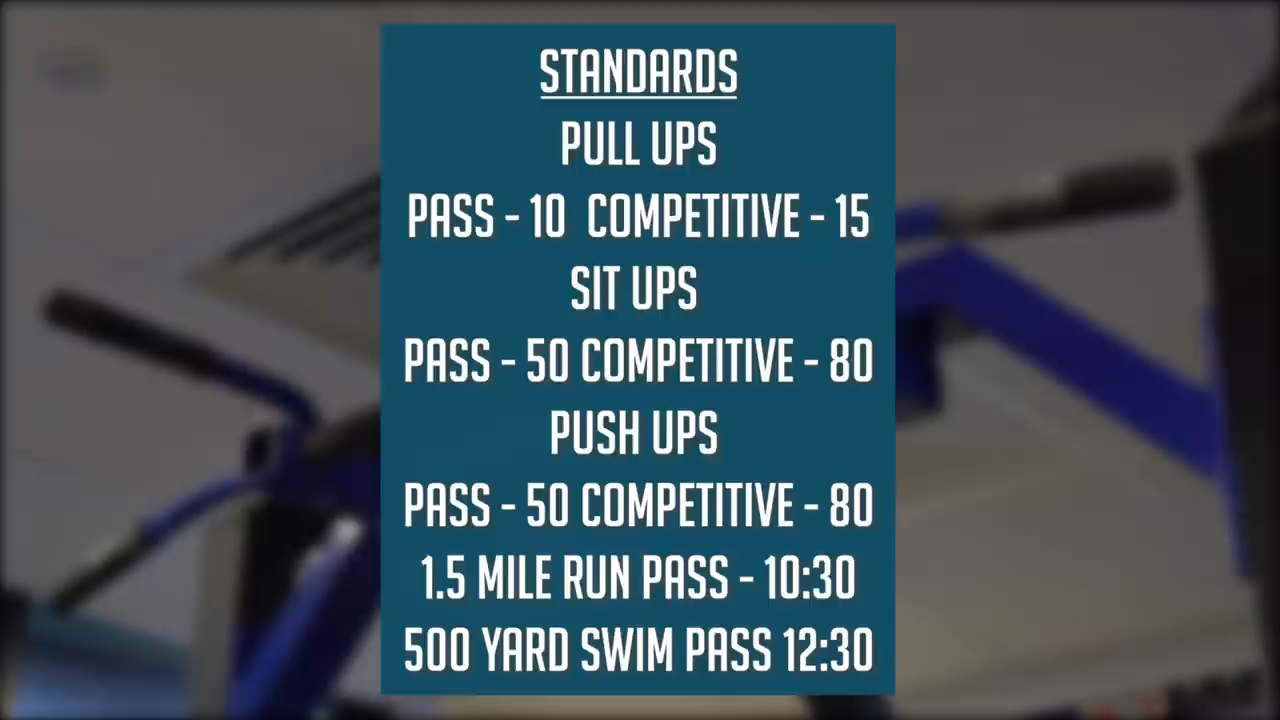 STANDARDS
PULL UPS
PASS - 10 COMPETITIVE - 15
SIT UPS
PASS - 50 COMPETITIVE - 80
PUSH UPS
PASS - 50 COMPETITIVE - 80
1.5 MILE RUN PASS - 10:30
500 YARD SWIM PASS 12:30